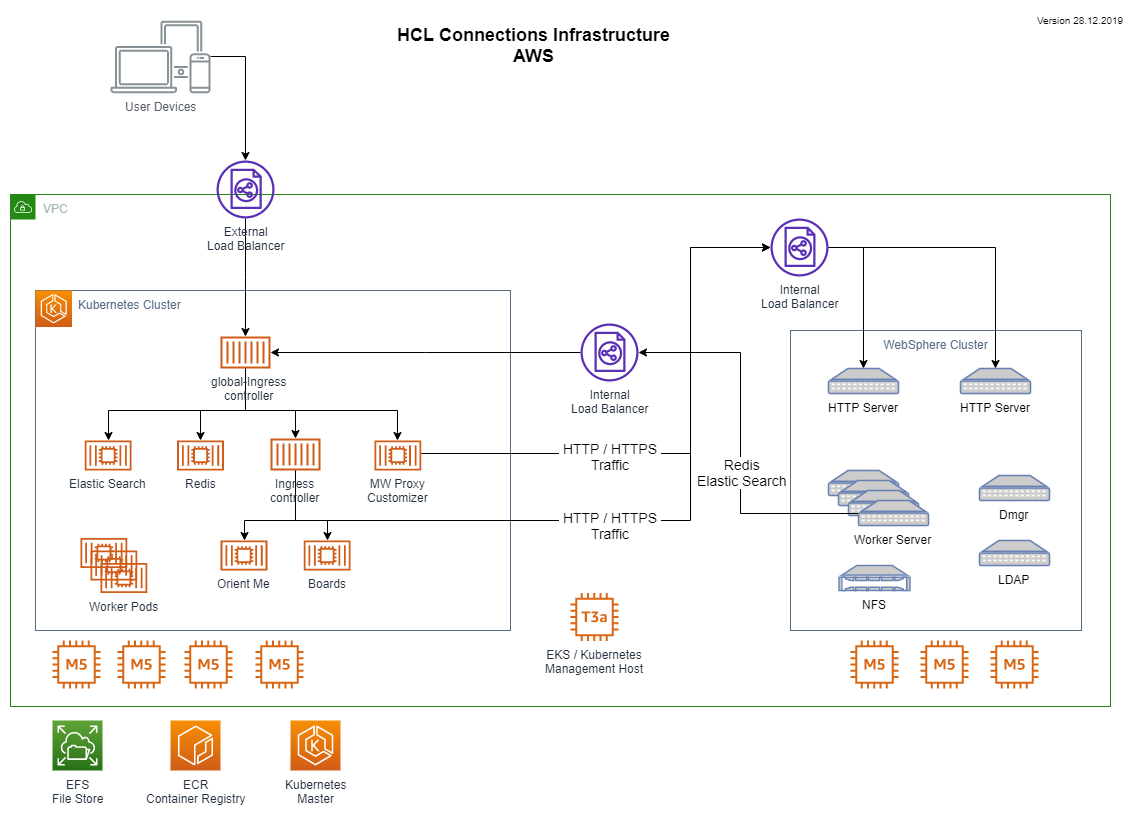 Version 28.12.2019
HCL Connections Infrastructure
AWS
User Devices
VPC
External
Load Balancer
Internal
Load Balancer
Kubernetes Cluster
WebSphere Cluster
global-Ingress
controller
Internal
Load Balancer
HTTP Server
HTTP Server
HTTP / HTTPS
Traffic
Redis
Elastic Search
Elastic Search
Redis
Ingress
controller
MW Proxy
Customizer
HTTP / HTTPS
Traffic
Dmgr
Worker Server
Orient Me
Boards
LDAP
Worker Pods
NFS
T3a
EKS / Kubernetes
Management Host
M5
M5
M5
M5
M5
M5
M5
K
K
EFS
File Store
ECR
Container Registry
Kubernetes
Master